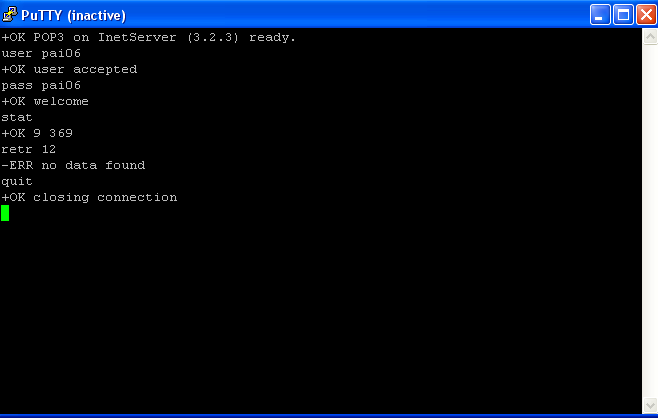 PuTTY (inactive)
+OK POP3 on InetServer (3.2.3) ready.
user pai06
+OK user accepted
pass pai06
+OK welcome
stat
+OK 9 369
retr 12
-ERR no data found
quit
+OK closing connection